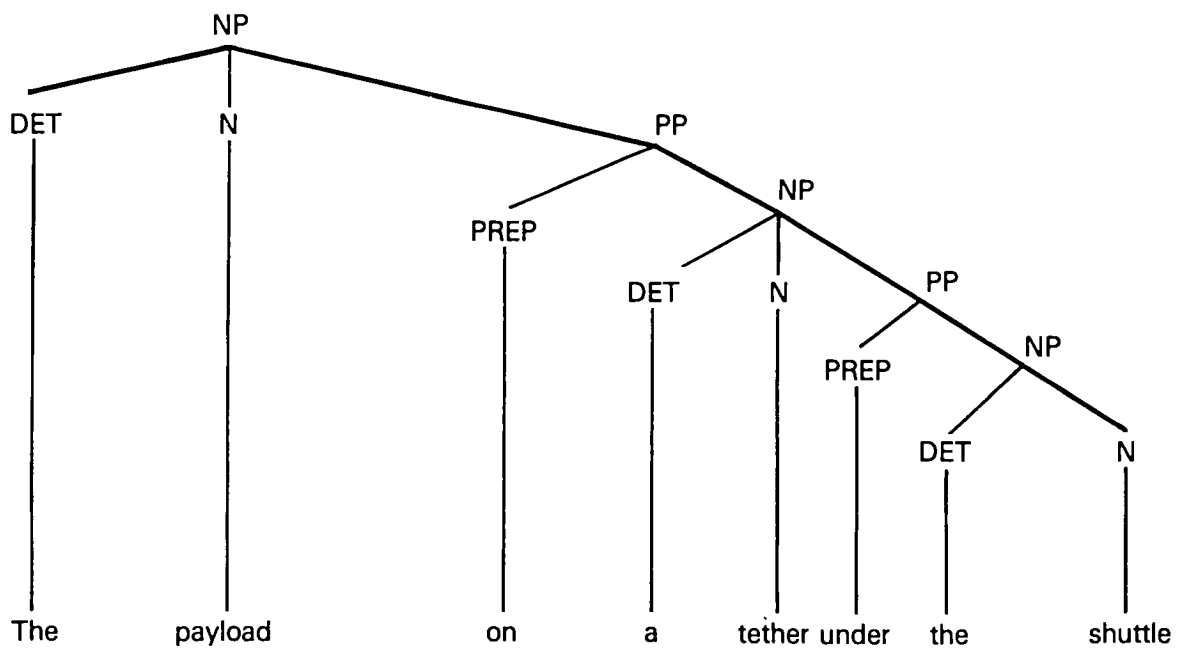 NP
DET N PP
NP
PREP
DET N PP
NP
PREP
DET N
The payload on a tether under the shuttle